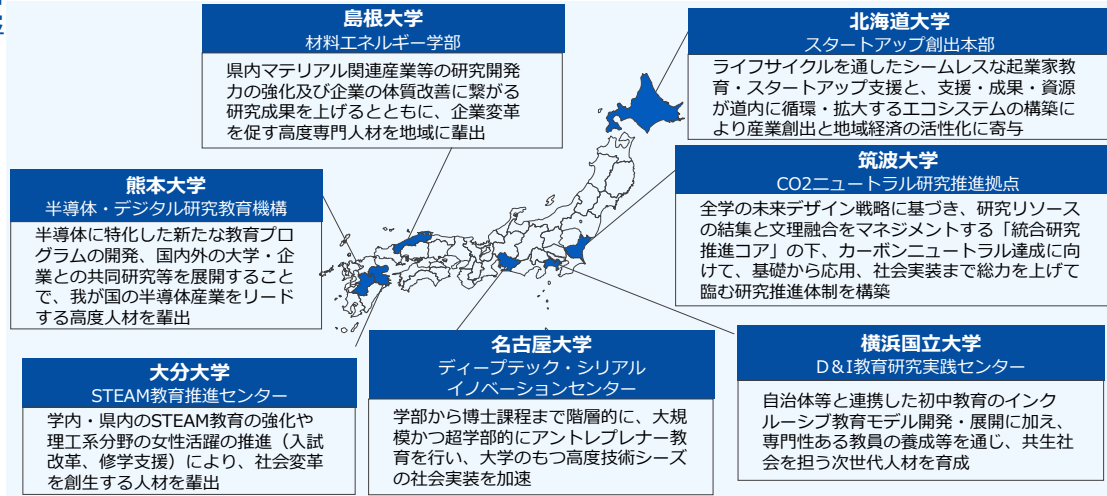 島根大学
材料エネルギー学部
県内マテリアル関連産業等の研究開発
力の強化及び企業の体質改善に繋がる
研究成果を上げるとともに、企業変革
を促す高度専門人材を地域に輩出
北海道大学
スタートアップ創出本部
ライフサイクルを通したシームレスな起業家教
育・スタートアップ支援と、支援・成果・資源
が道内に循環・拡大するエコシステムの構築に
より産業創出と地域経済の活性化に寄与
熊本大学
半導体・デジタル研究教育機構
半導体に特化した新たな教育プロ
グラムの開発、国内外の大学・企
業との共同研究等を展開すること
で、我が国の半導体産業をリード
する高度人材を輩出
筑波大学
CO2ニュートラル研究推進拠点
全学の未来デザイン戦略に基づき、研究リソース
の結集と文理融合をマネジメントする「統合研究
推進コア」の下、カーボンニュートラル達成に向
けて、基礎から応用、社会実装まで総力を上げて
臨む研究推進体制を構築
大分大学
STEAM教育推進センター
学内・県内のSTEAM教育の強化や
理工系分野の女性活躍の推進（入試
改革、修学支援）により、社会変革
を創生する人材を輩出
名古屋大学
ディープテック・シリアル
イノベーションセンター
学部から博士課程まで階層的に、大規
模かつ超学部的にアントレプレナー教
育を行い、大学のもつ高度技術シーズ
の社会実装を加速
横浜国立大学
D&I教育研究実践センター
自治体等と連携した初中教育のインク
ルーシブ教育モデル開発・展開に加え、
専門性ある教員の養成等を通じ、共生社
会を担う次世代人材を育成